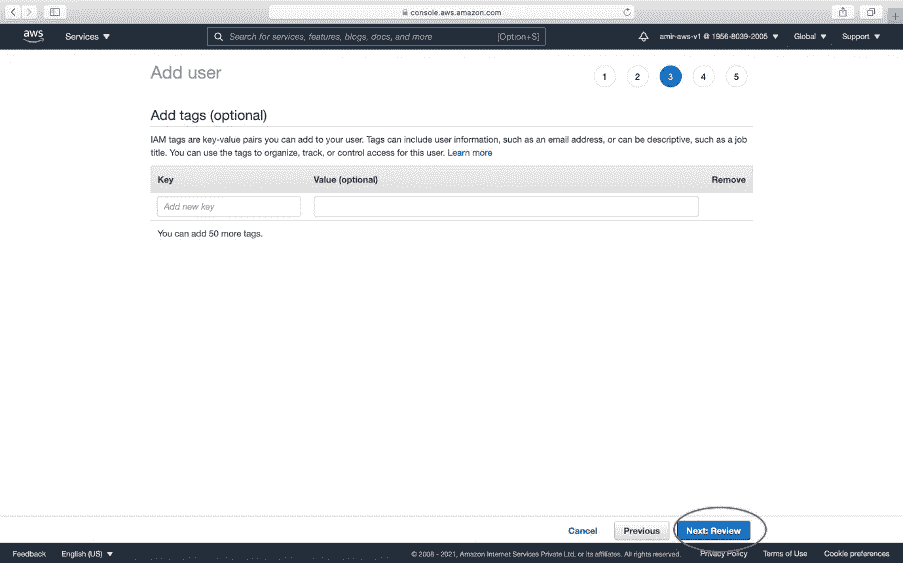 console.aws.amazon.com
aws Services Search for services, features, blogs, docs, and more [Option+S] amir-aws-v1 @ 1956-8039-2005 Global Support
Add user 1 2 3 4 5
Add tags (optional)
IAM tags are key-value pairs you can add to your user. Tags can include user information, such as an email address, or can be descriptive, such as a job
title. You can use the tags to organize, track, or control access for this user. Learn more
Key Value (optional) Remove
Add new key
You can add 50 more tags.
Cancel Previous Next: Review
Feedback English (US) © 2008 - 2021, Amazon Internet Services Private Ltd. or its affiliates. All rights reserved. Privacy Policy Terms of Use Cookie preferences